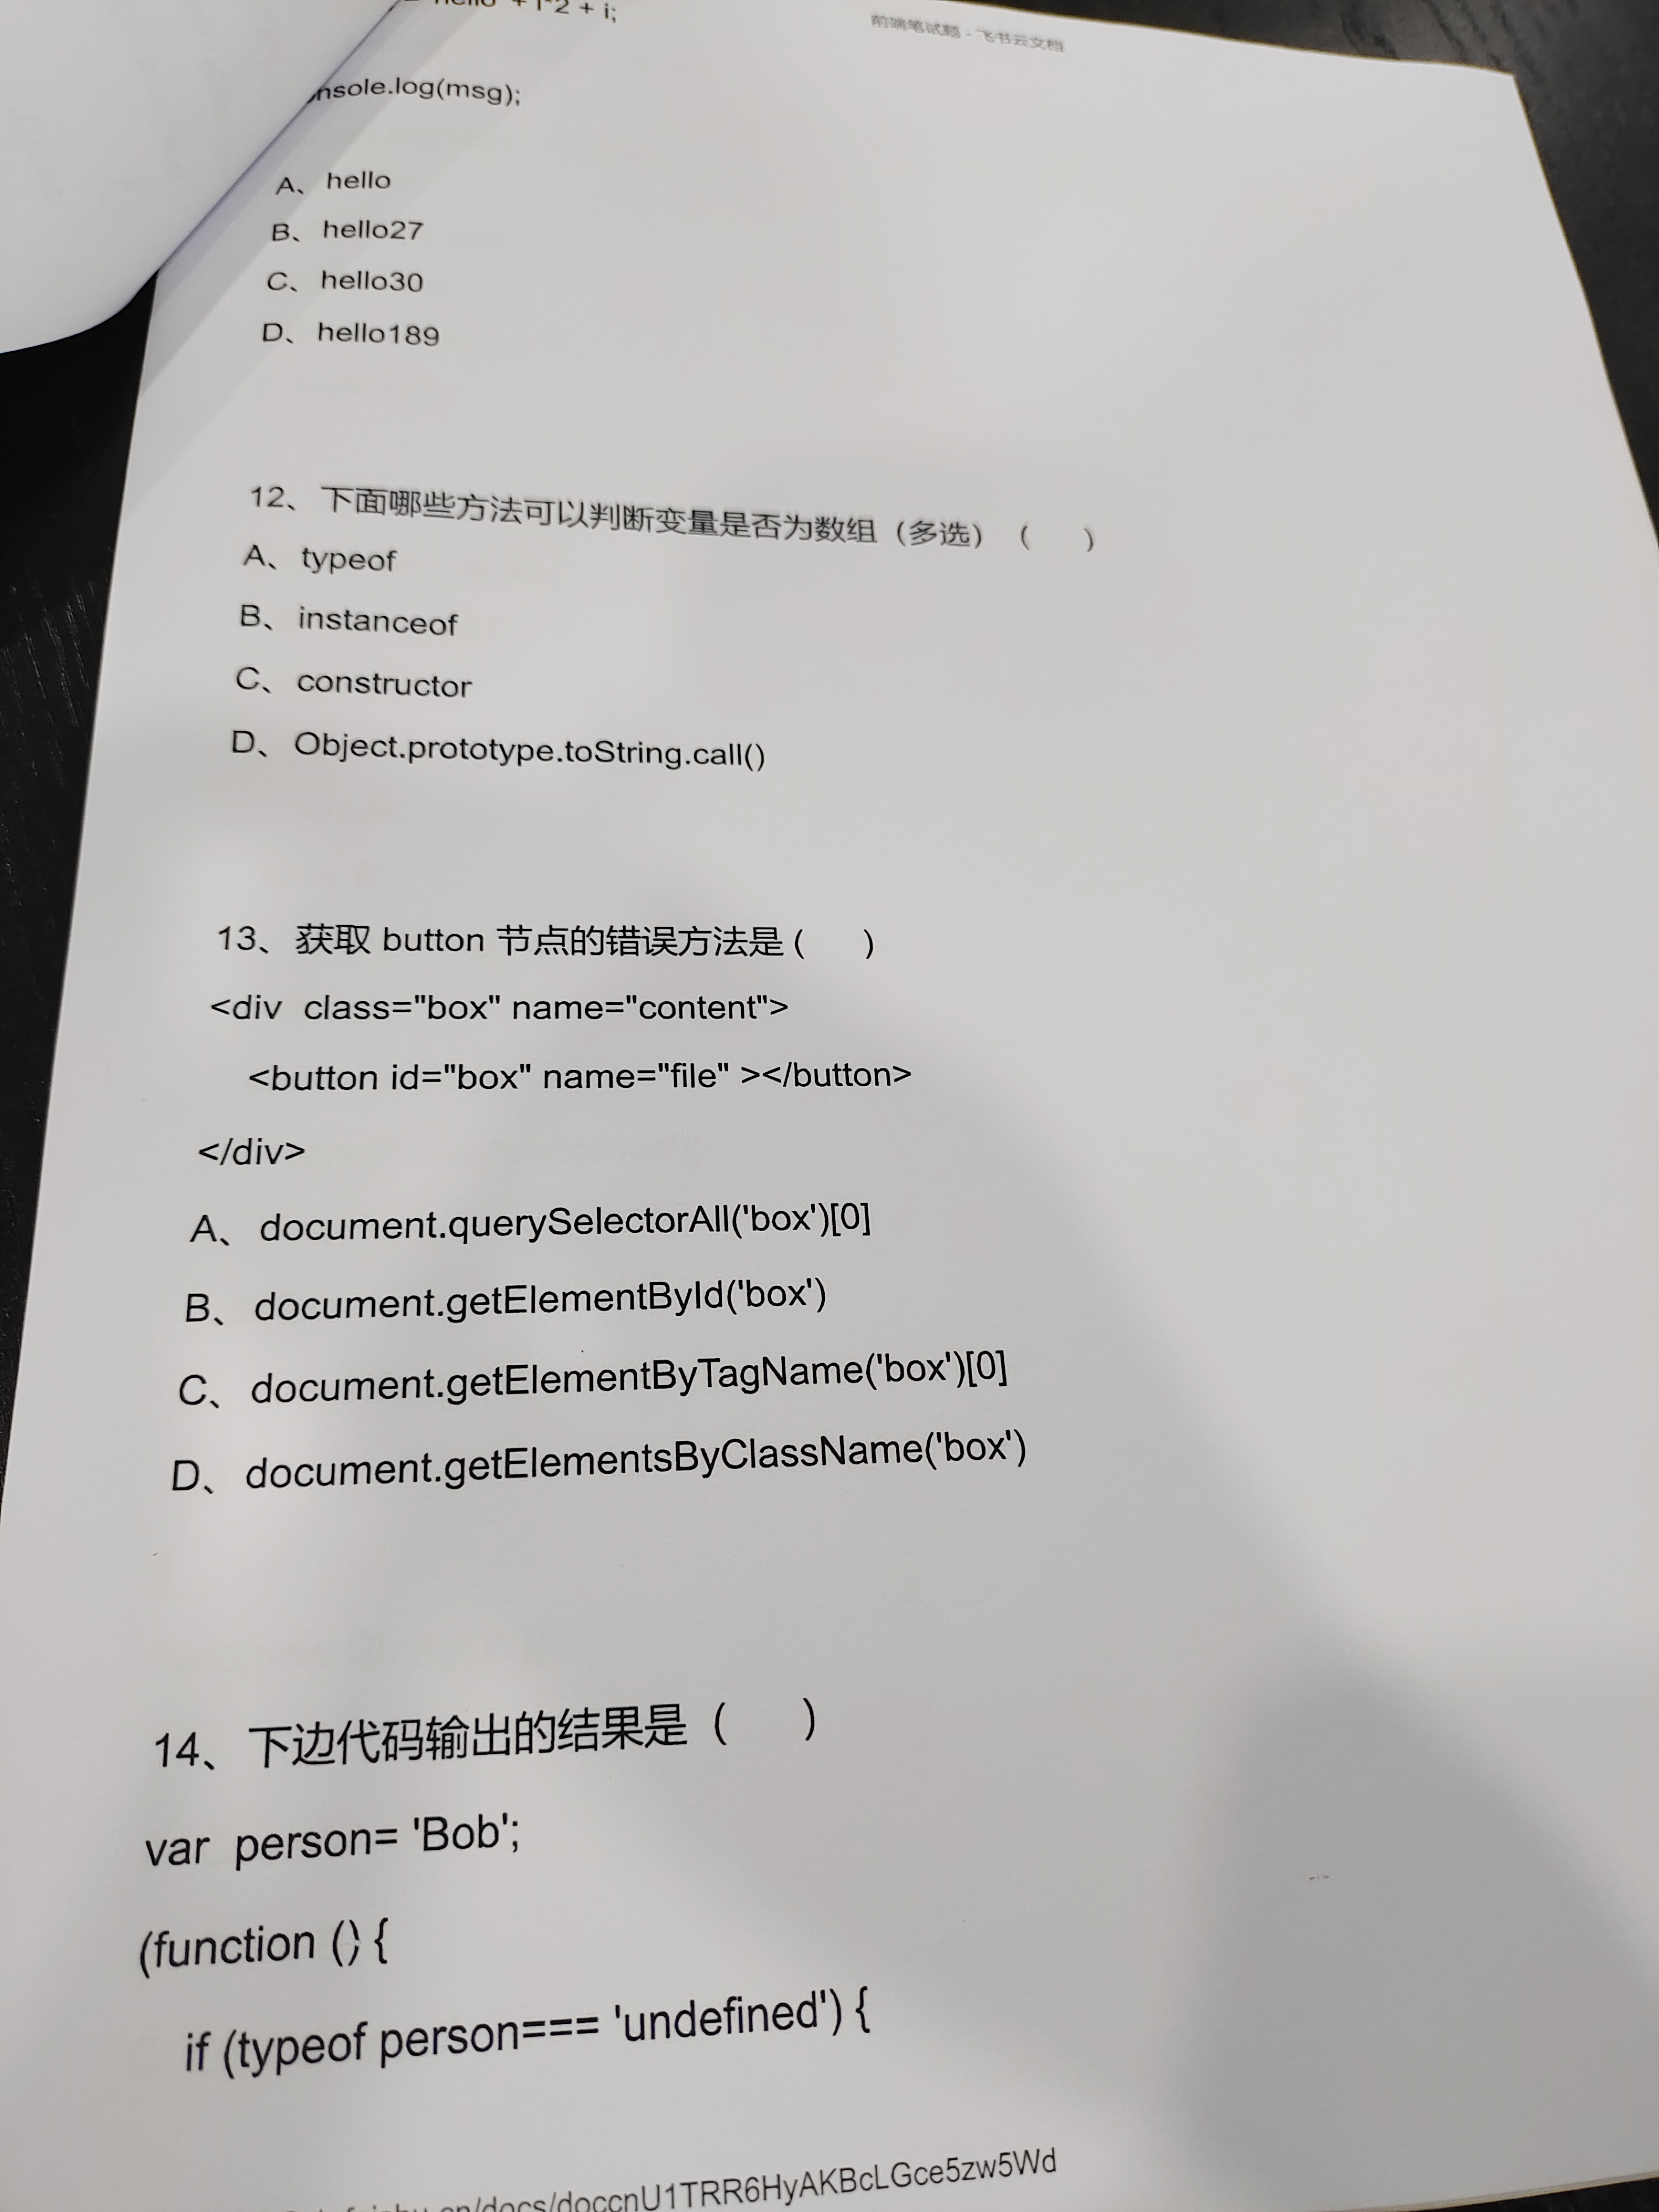 + i*2 + i;
前端笔试题 - 飞书云文档
nsole.log(msg);
A、 hello
B、 hello27
C、 hello30
D、 hello189
12、下面哪些方法可以判断变量是否为数组（多选）（ ）
A、 typeof
B、 instanceof
C、 constructor
D、 Object.prototype.toString.call()
13、获取 button 节点的错误方法是 ( )
<div class="box" name="content">
<button id="box" name="file" ></button>
</div>
A、 document.querySelectorAll('box')[0]
B、 document.getElementById('box')
C、 document.getElementByTagName('box')[0]
D、 document.getElementsByClassName('box')
14、下边代码输出的结果是（ ）
var person= 'Bob';
(function () {
if (typeof person=== 'undefined') {
cn/docs/doccnU1TRR6HyAKBcLGce5zw5Wd